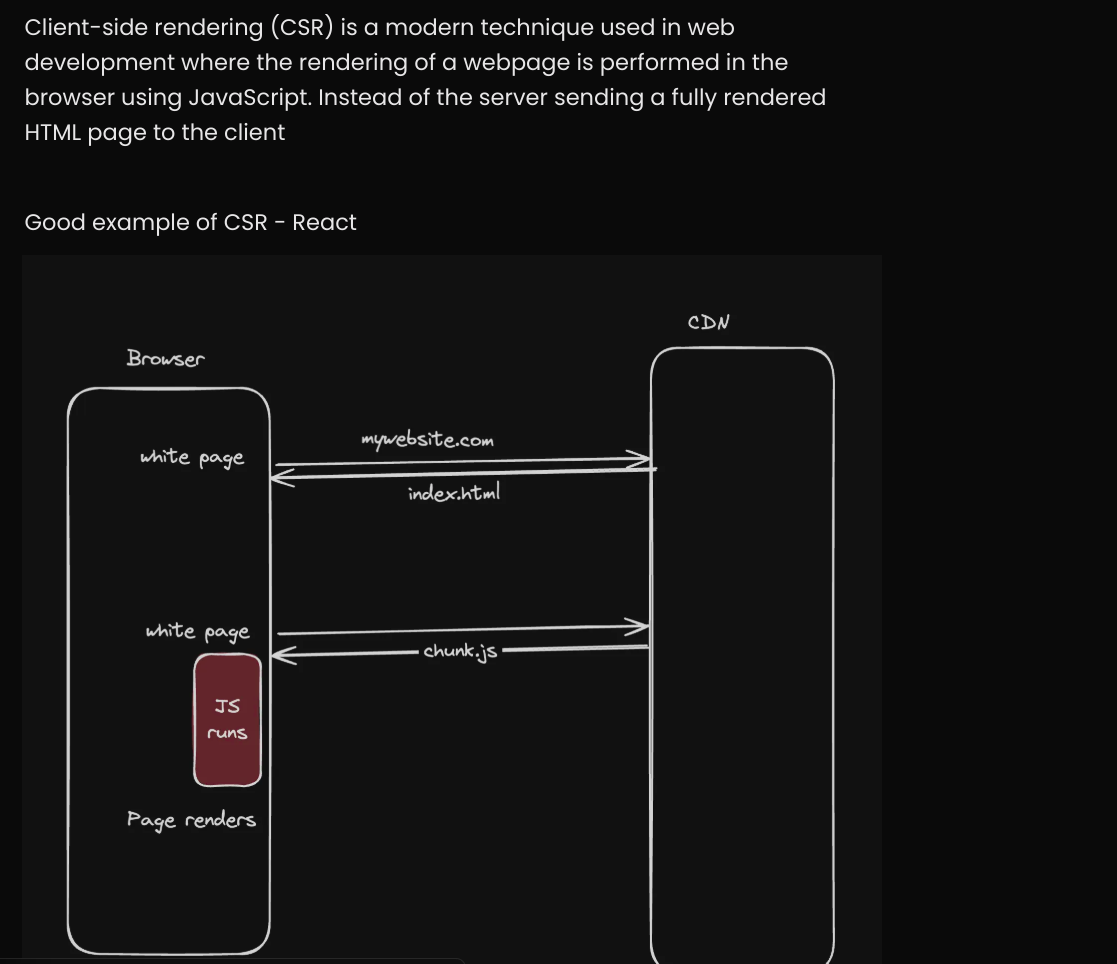 Client-side rendering (CSR) is a modern technique used in web
development where the rendering of a webpage is performed in the
browser using JavaScript. Instead of the server sending a fully rendered
HTML page to the client
Good example of CSR - React
CDN
Browser
mywebsite.com
white page
index.html
white page
chunk.js
JS
runs
Page renders